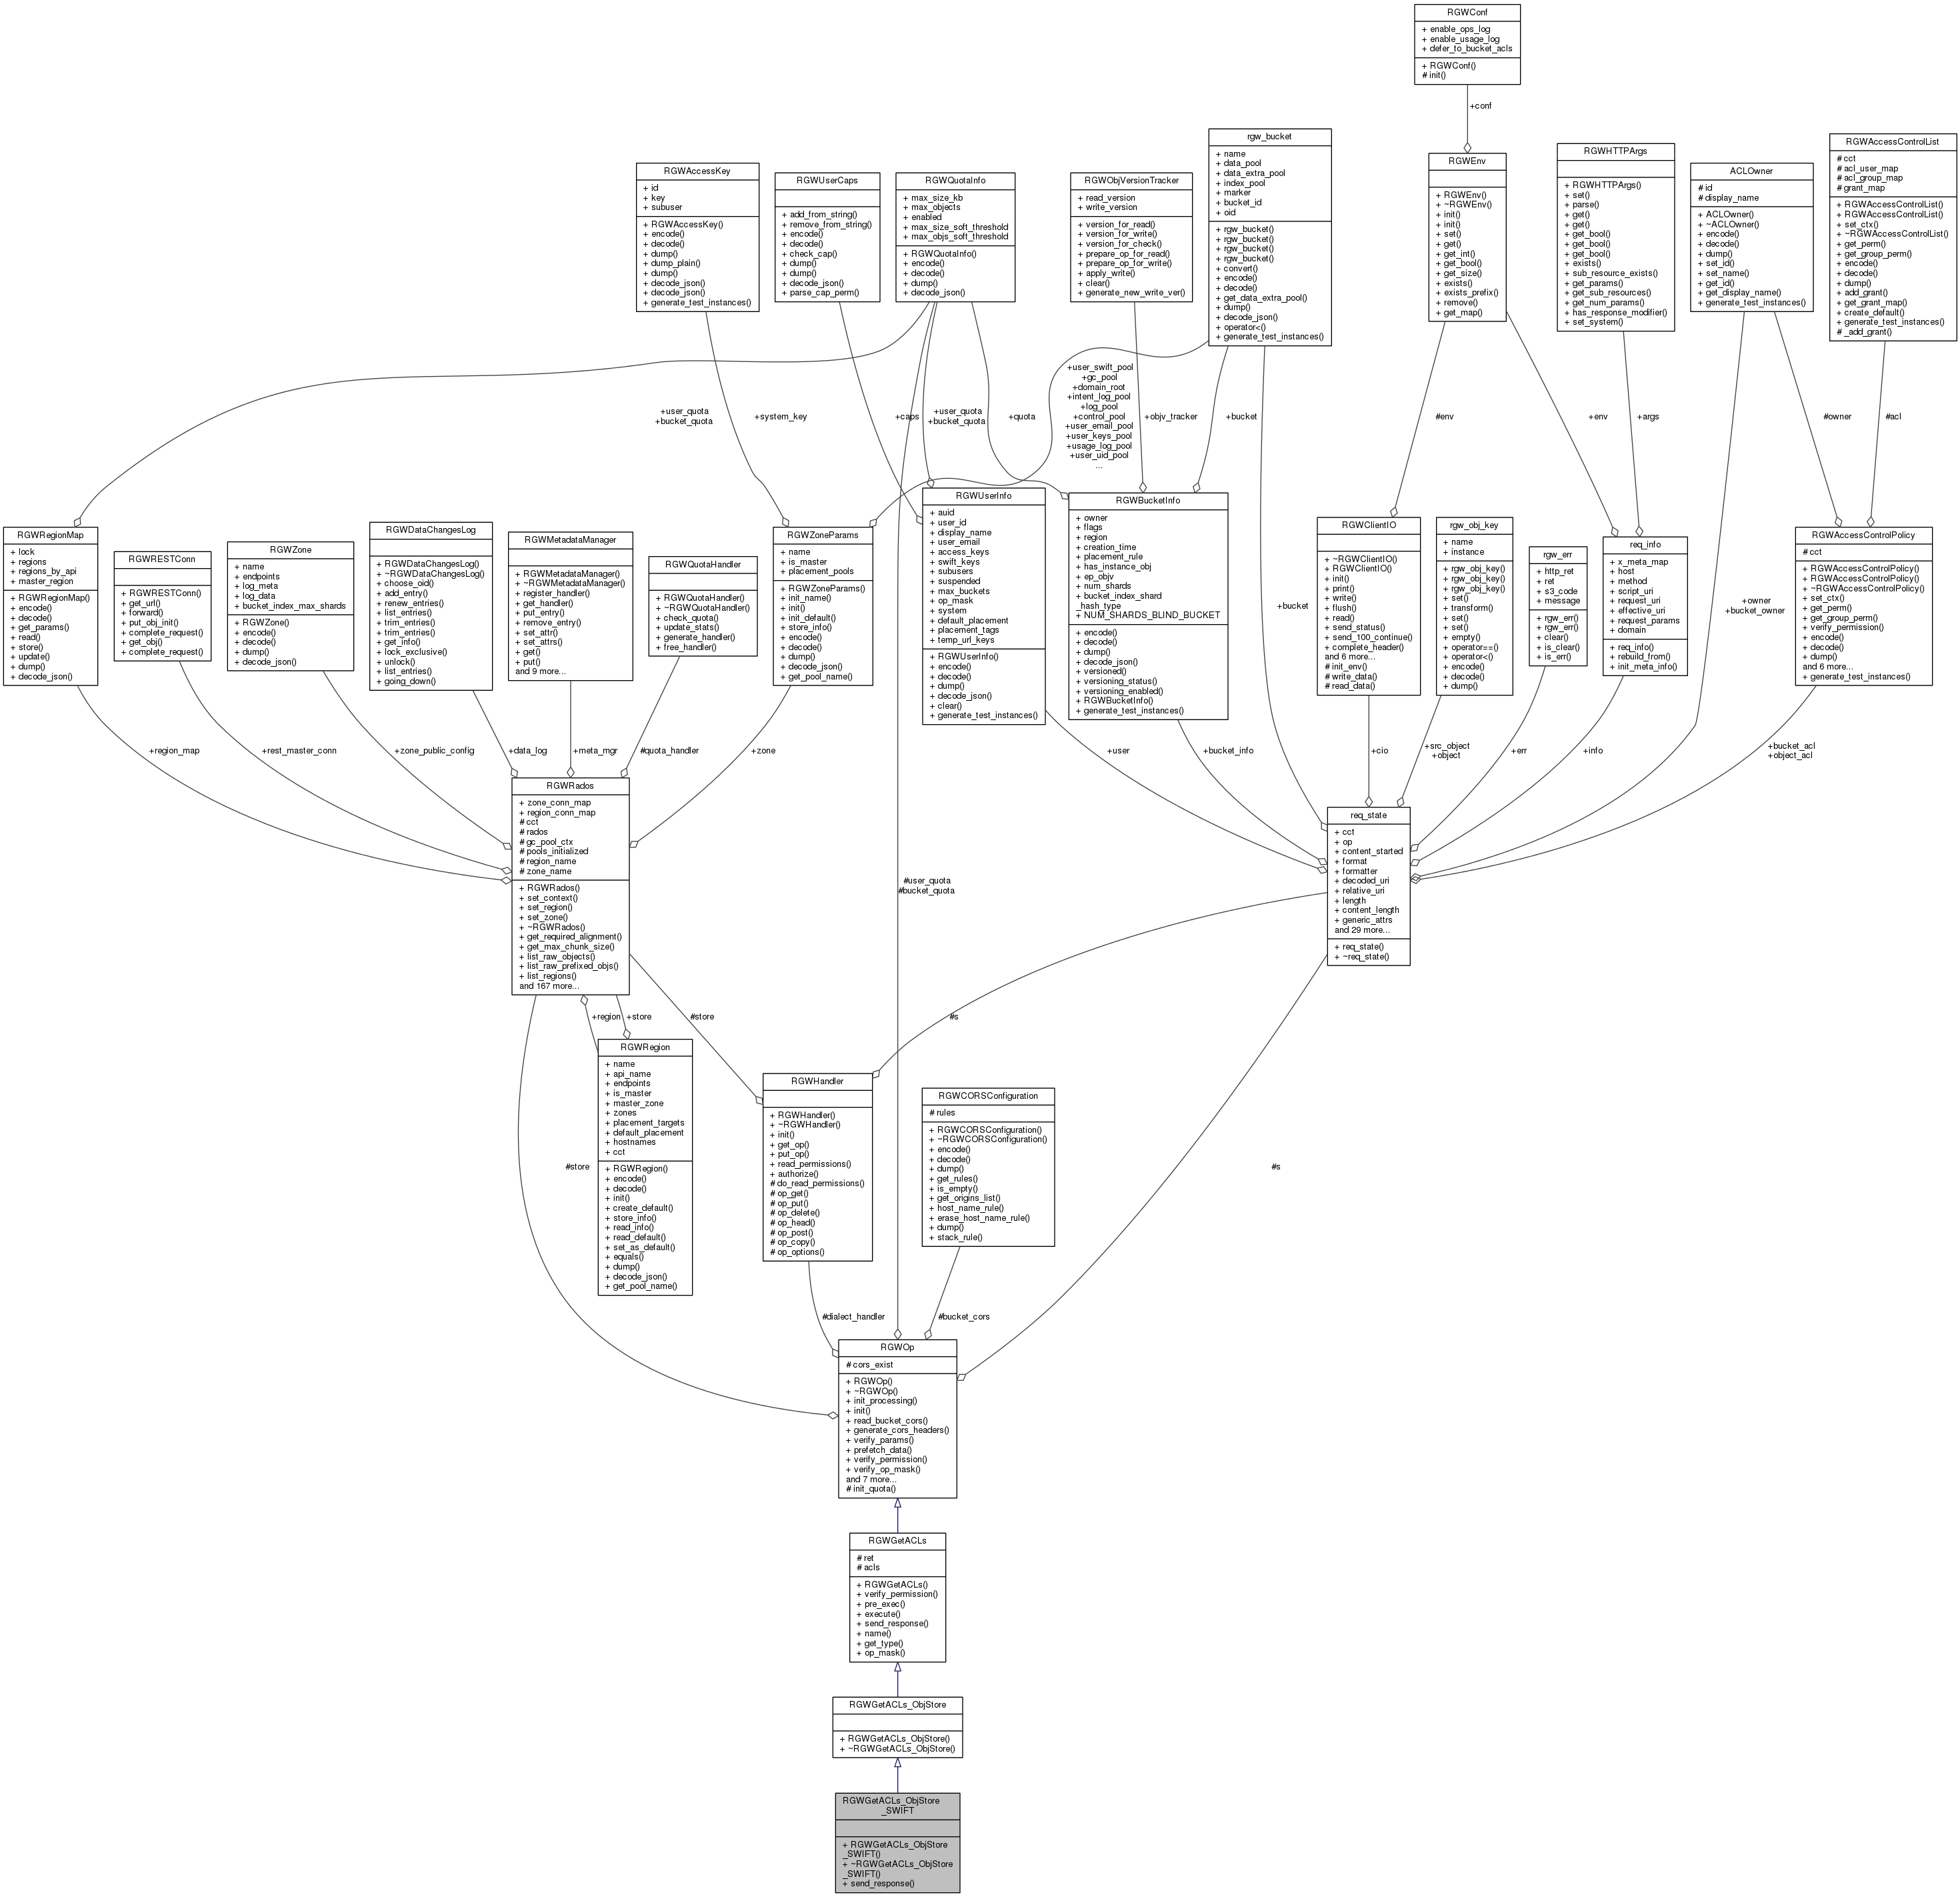 RGWConf
+ enable_ops_log
+ enable_usage_log
+ defer_to_bucket_acls
+ RGWConf()
# init()
+conf
rgw_bucket
+ name
+ data_pool
+ data_extra_pool
+ index_pool
+ marker
+ bucket_id
+ oid
+ rgw_bucket()
+ rgw_bucket()
+ rgw_bucket()
+ rgw_bucket()
+ convert()
+ encode()
+ decode()
+ get_data_extra_pool()
+ dump()
+ decode_json()
+ operator<()
+ generate_test_instances()
RGWAccessKey
+ id
+ key
+ subuser
+ RGWAccessKey()
+ encode()
+ decode()
+ dump()
+ dump_plain()
+ dump()
+ decode_json()
+ decode_json()
+ generate_test_instances()
RGWUserCaps
+ add_from_string()
+ remove_from_string()
+ encode()
+ decode()
+ check_cap()
+ dump()
+ dump()
+ decode_json()
+ parse_cap_perm()
RGWQuotaInfo
+ max_size_kb
+ max_objects
+ enabled
+ max_size_soft_threshold
+ max_objs_soft_threshold
+ RGWQuotaInfo()
+ encode()
+ decode()
+ dump()
+ decode_json()
RGWObjVersionTracker
+ read_version
+ write_version
+ version_for_read()
+ version_for_write()
+ version_for_check()
+ prepare_op_for_read()
+ prepare_op_for_write()
+ apply_write()
+ clear()
+ generate_new_write_ver()
RGWEnv
+ RGWEnv()
+ ~RGWEnv()
+ init()
+ init()
+ set()
+ get()
+ get_int()
+ get_bool()
+ get_size()
+ exists()
+ exists_prefix()
+ remove()
+ get_map()
RGWHTTPArgs
+ RGWHTTPArgs()
+ set()
+ parse()
+ get()
+ get()
+ get_bool()
+ get_bool()
+ get_bool()
+ exists()
+ sub_resource_exists()
+ get_params()
+ get_sub_resources()
+ get_num_params()
+ has_response_modifier()
+ set_system()
ACLOwner
# id
# display_name
+ ACLOwner()
+ ~ACLOwner()
+ encode()
+ decode()
+ dump()
+ set_id()
+ set_name()
+ get_id()
+ get_display_name()
+ generate_test_instances()
RGWAccessControlList
# cct
# acl_user_map
# acl_group_map
# grant_map
+ RGWAccessControlList()
+ RGWAccessControlList()
+ set_ctx()
+ ~RGWAccessControlList()
+ get_perm()
+ get_group_perm()
+ encode()
+ decode()
+ dump()
+ add_grant()
+ get_grant_map()
+ create_default()
+ generate_test_instances()
# _add_grant()
+user_quota
+bucket_quota
+system_key
+caps
+user_quota
+bucket_quota
+quota
+user_swift_pool
+gc_pool
+domain_root
+intent_log_pool
+log_pool
+control_pool
+user_email_pool
+user_keys_pool
+usage_log_pool
+user_uid_pool
...
+objv_tracker
+bucket
#env
+env
+args
#owner
#acl
RGWRegionMap
+ lock
+ regions
+ regions_by_api
+ master_region
+ RGWRegionMap()
+ encode()
+ decode()
+ get_params()
+ read()
+ store()
+ update()
+ dump()
+ decode_json()
RGWRESTConn
+ RGWRESTConn()
+ get_url()
+ forward()
+ put_obj_init()
+ complete_request()
+ get_obj()
+ complete_request()
RGWZone
+ name
+ endpoints
+ log_meta
+ log_data
+ bucket_index_max_shards
+ RGWZone()
+ encode()
+ decode()
+ dump()
+ decode_json()
RGWDataChangesLog
+ RGWDataChangesLog()
+ ~RGWDataChangesLog()
+ choose_oid()
+ add_entry()
+ renew_entries()
+ list_entries()
+ trim_entries()
+ trim_entries()
+ get_info()
+ lock_exclusive()
+ unlock()
+ list_entries()
+ going_down()
RGWMetadataManager
+ RGWMetadataManager()
+ ~RGWMetadataManager()
+ register_handler()
+ get_handler()
+ put_entry()
+ remove_entry()
+ set_attr()
+ set_attrs()
+ get()
+ put()
and 9 more...
RGWQuotaHandler
+ RGWQuotaHandler()
+ ~RGWQuotaHandler()
+ check_quota()
+ update_stats()
+ generate_handler()
+ free_handler()
RGWZoneParams
+ name
+ is_master
+ placement_pools
+ RGWZoneParams()
+ init_name()
+ init()
+ init_default()
+ store_info()
+ encode()
+ decode()
+ dump()
+ decode_json()
+ get_pool_name()
RGWUserInfo
+ auid
+ user_id
+ display_name
+ user_email
+ access_keys
+ swift_keys
+ subusers
+ suspended
+ max_buckets
+ op_mask
+ system
+ default_placement
+ placement_tags
+ temp_url_keys
+ RGWUserInfo()
+ encode()
+ decode()
+ dump()
+ decode_json()
+ clear()
+ generate_test_instances()
RGWBucketInfo
+ owner
+ flags
+ region
+ creation_time
+ placement_rule
+ has_instance_obj
+ ep_objv
+ num_shards
+ bucket_index_shard
_hash_type
+ NUM_SHARDS_BLIND_BUCKET
+ encode()
+ decode()
+ dump()
+ decode_json()
+ versioned()
+ versioning_status()
+ versioning_enabled()
+ RGWBucketInfo()
+ generate_test_instances()
+bucket
RGWClientIO
+ ~RGWClientIO()
+ RGWClientIO()
+ init()
+ print()
+ write()
+ flush()
+ read()
+ send_status()
+ send_100_continue()
+ complete_header()
and 6 more...
# init_env()
# write_data()
# read_data()
rgw_obj_key
+ name
+ instance
+ rgw_obj_key()
+ rgw_obj_key()
+ rgw_obj_key()
+ set()
+ transform()
+ set()
+ set()
+ empty()
+ operator==()
+ operator<()
+ encode()
+ decode()
+ dump()
rgw_err
+ http_ret
+ ret
+ s3_code
+ message
+ rgw_err()
+ rgw_err()
+ clear()
+ is_clear()
+ is_err()
req_info
+ x_meta_map
+ host
+ method
+ script_uri
+ request_uri
+ effective_uri
+ request_params
+ domain
+ req_info()
+ rebuild_from()
+ init_meta_info()
+owner
+bucket_owner
RGWAccessControlPolicy
# cct
+ RGWAccessControlPolicy()
+ RGWAccessControlPolicy()
+ ~RGWAccessControlPolicy()
+ set_ctx()
+ get_perm()
+ get_group_perm()
+ verify_permission()
+ encode()
+ decode()
+ dump()
and 6 more...
+ generate_test_instances()
+region_map
+rest_master_conn
+zone_public_config
+data_log
+meta_mgr
#quota_handler
+zone
+user
+bucket_info
+cio
+src_object
+object
+err
+info
+bucket_acl
+object_acl
RGWRados
+ zone_conn_map
+ region_conn_map
# cct
# rados
# gc_pool_ctx
# pools_initialized
# region_name
# zone_name
+ RGWRados()
+ set_context()
+ set_region()
+ set_zone()
+ ~RGWRados()
+ get_required_alignment()
+ get_max_chunk_size()
+ list_raw_objects()
+ list_raw_prefixed_objs()
+ list_regions()
and 167 more...
#user_quota
#bucket_quota
req_state
+ cct
+ op
+ content_started
+ format
+ formatter
+ decoded_uri
+ relative_uri
+ length
+ content_length
+ generic_attrs
and 29 more...
+ req_state()
+ ~req_state()
+region
+store
#store
#s
RGWRegion
+ name
+ api_name
+ endpoints
+ is_master
+ master_zone
+ zones
+ placement_targets
+ default_placement
+ hostnames
+ cct
+ RGWRegion()
+ encode()
+ decode()
+ init()
+ create_default()
+ store_info()
+ read_info()
+ read_default()
+ set_as_default()
+ equals()
+ dump()
+ decode_json()
+ get_pool_name()
RGWHandler
+ RGWHandler()
+ ~RGWHandler()
+ init()
+ get_op()
+ put_op()
+ read_permissions()
+ authorize()
# do_read_permissions()
# op_get()
# op_put()
# op_delete()
# op_head()
# op_post()
# op_copy()
# op_options()
RGWCORSConfiguration
# rules
+ RGWCORSConfiguration()
+ ~RGWCORSConfiguration()
+ encode()
+ decode()
+ dump()
+ get_rules()
+ is_empty()
+ get_origins_list()
+ host_name_rule()
+ erase_host_name_rule()
+ dump()
+ stack_rule()
#store
#s
#dialect_handler
#bucket_cors
RGWOp
# cors_exist
+ RGWOp()
+ ~RGWOp()
+ init_processing()
+ init()
+ read_bucket_cors()
+ generate_cors_headers()
+ verify_params()
+ prefetch_data()
+ verify_permission()
+ verify_op_mask()
and 7 more...
# init_quota()
RGWGetACLs
# ret
# acls
+ RGWGetACLs()
+ verify_permission()
+ pre_exec()
+ execute()
+ send_response()
+ name()
+ get_type()
+ op_mask()
RGWGetACLs_ObjStore
+ RGWGetACLs_ObjStore()
+ ~RGWGetACLs_ObjStore()
RGWGetACLs_ObjStore
_SWIFT
+ RGWGetACLs_ObjStore
_SWIFT()
+ ~RGWGetACLs_ObjStore
_SWIFT()
+ send_response()